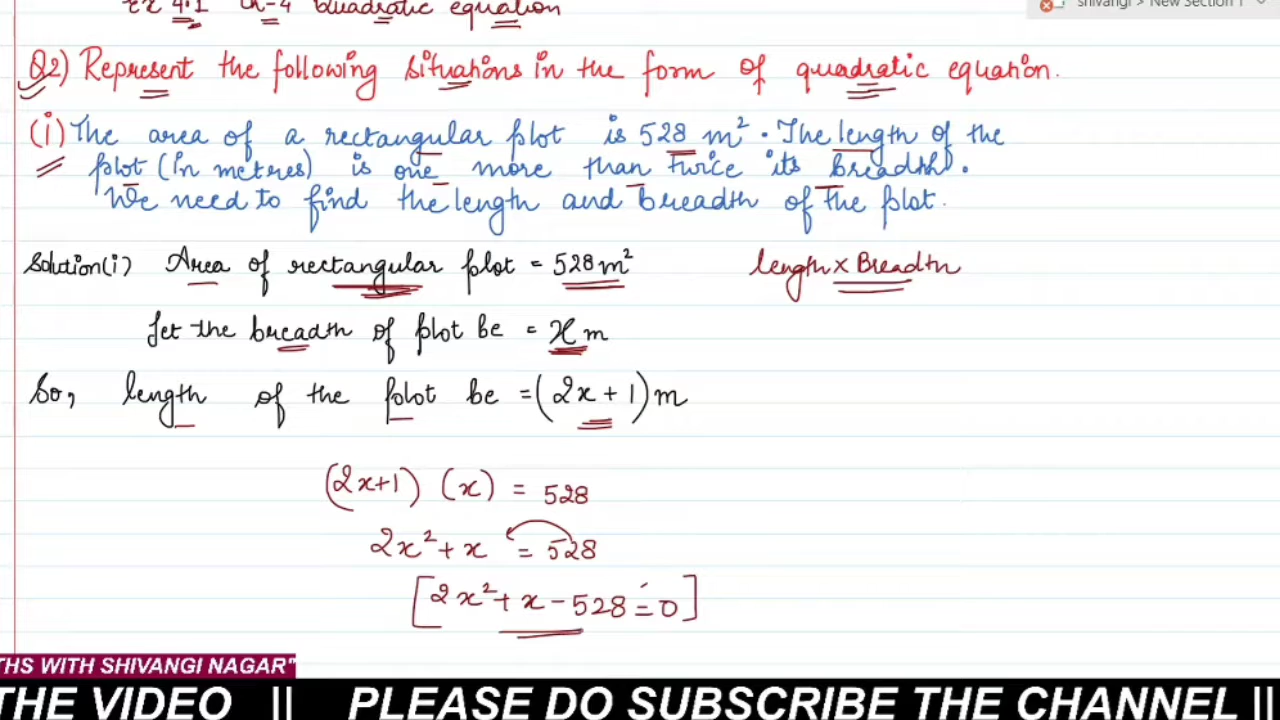 Ex 4.1 Ch-4 Quadratic equation
shivangi > New Section 1
Q2) Represent the following situations in the form of quadratic equation.
(i) The area of a rectangular plot is 528 m². The length of the
plot (in metres) is one more than twice its breadth.
We need to find the length and breadth of the plot.
Solution(i) Area of rectangular plot = 528 m² length × Breadth
Let the breadth of plot be = x m
So, length of the plot be = (2x + 1) m
(2x+1) (x) = 528
2x² + x = 528
[2x² + x - 528 = 0]
THS WITH SHIVANGI NAGAR"
THE VIDEO || PLEASE DO SUBSCRIBE THE CHANNEL ||